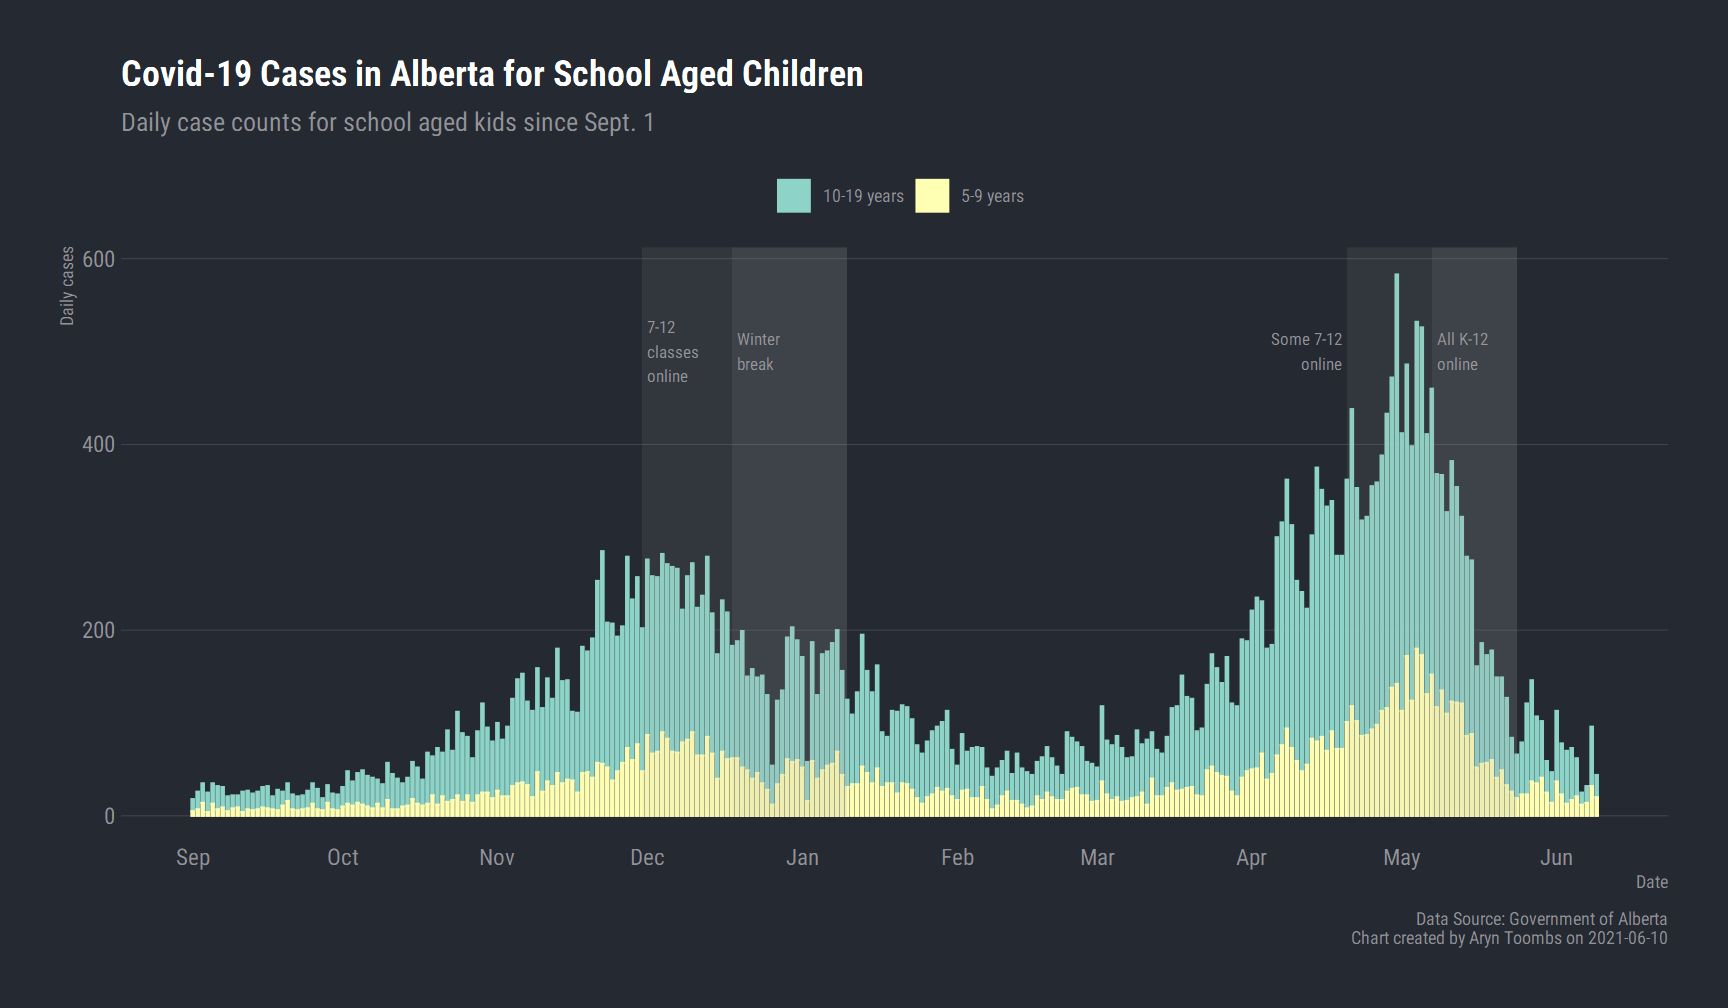 Covid-19 Cases in Alberta for School Aged Children
Daily case counts for school aged kids since Sept. 1
10-19 years
5-9 years
Daily cases
600
400
200
0
7-12
classes
online
Winter
break
Some 7-12
online
All K-12
online
Sep
Oct
Nov
Dec
Jan
Feb
Mar
Apr
May
Jun
Date
Data Source: Government of Alberta
Chart created by Aryn Toombs on 2021-06-10